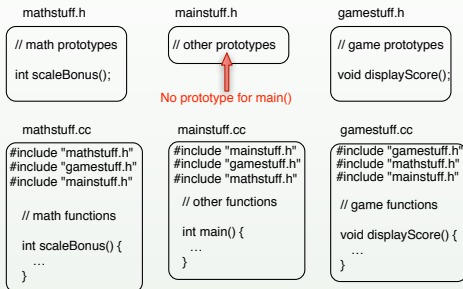 mathstuff.h
// math prototypes
int scaleBonus();
mainstuff.h
// other prototypes
No prototype for main()
gamestuff.h
// game prototypes
void displayScore();
mathstuff.cc
#include "mathstuff.h"
#include "gamestuff.h"
#include "mainstuff.h"
// math functions
int scaleBonus() {
…
}
mainstuff.cc
#include "mainstuff.h"
#include "gamestuff.h"
#include "mathstuff.h"
// other functions
int main() {
…
}
gamestuff.cc
#include "gamestuff.h"
#include "mathstuff.h"
#include "mainstuff.h"
// game functions
void displayScore() {
…
}